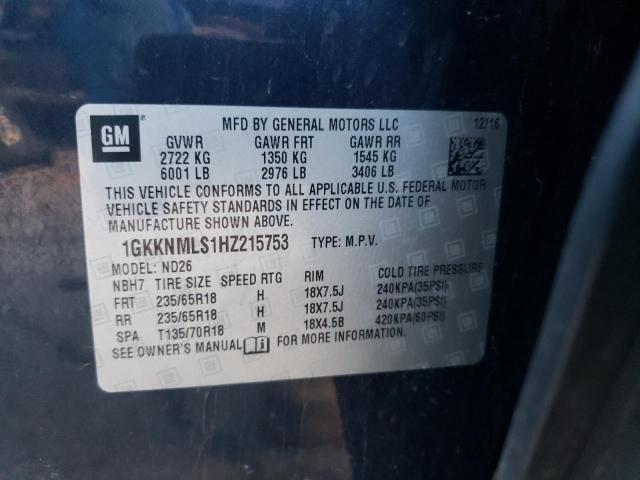 GM
MFD BY GENERAL MOTORS LLC 12/16
GVWR GAWR FRT GAWR RR
2722 KG 1350 KG 1545 KG
6001 LB 2976 LB 3406 LB
THIS VEHICLE CONFORMS TO ALL APPLICABLE U.S. FEDERAL MOTOR
VEHICLE SAFETY STANDARDS IN EFFECT ON THE DATE OF
MANUFACTURE SHOWN ABOVE.
1GKKNMLS1HZ215753 TYPE: M.P.V.
MODEL: ND26
NBH7 TIRE SIZE SPEED RTG RIM COLD TIRE PRESSURE
FRT 235/65R18 H 18X7.5J 240KPA(35PSI)
RR 235/65R18 H 18X7.5J 240KPA(35PSI)
SPA T135/70R18 M 18X4.5B 420KPA(60PSI)
SEE OWNER'S MANUAL FOR MORE INFORMATION.